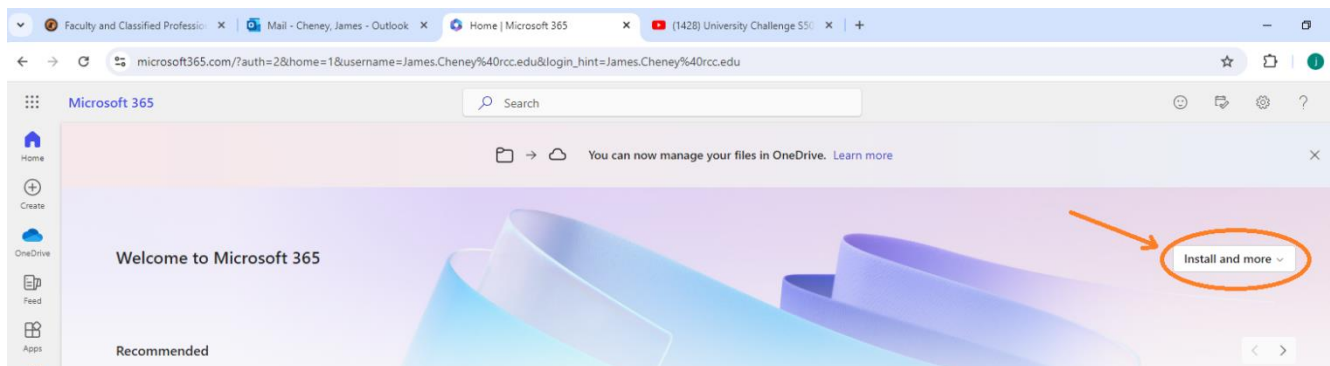 Faculty and Classified Professio
Mail - Cheney, James - Outlook
Home | Microsoft 365
(1428) University Challenge S50
microsoft365.com/?auth=2&home=1&username=James.Cheney%40rcc.edu&login_hint=James.Cheney%40rcc.edu
J
Microsoft 365
Search
Home
You can now manage your files in OneDrive. Learn more
Create
OneDrive
Welcome to Microsoft 365
Install and more
Feed
Apps
Recommended